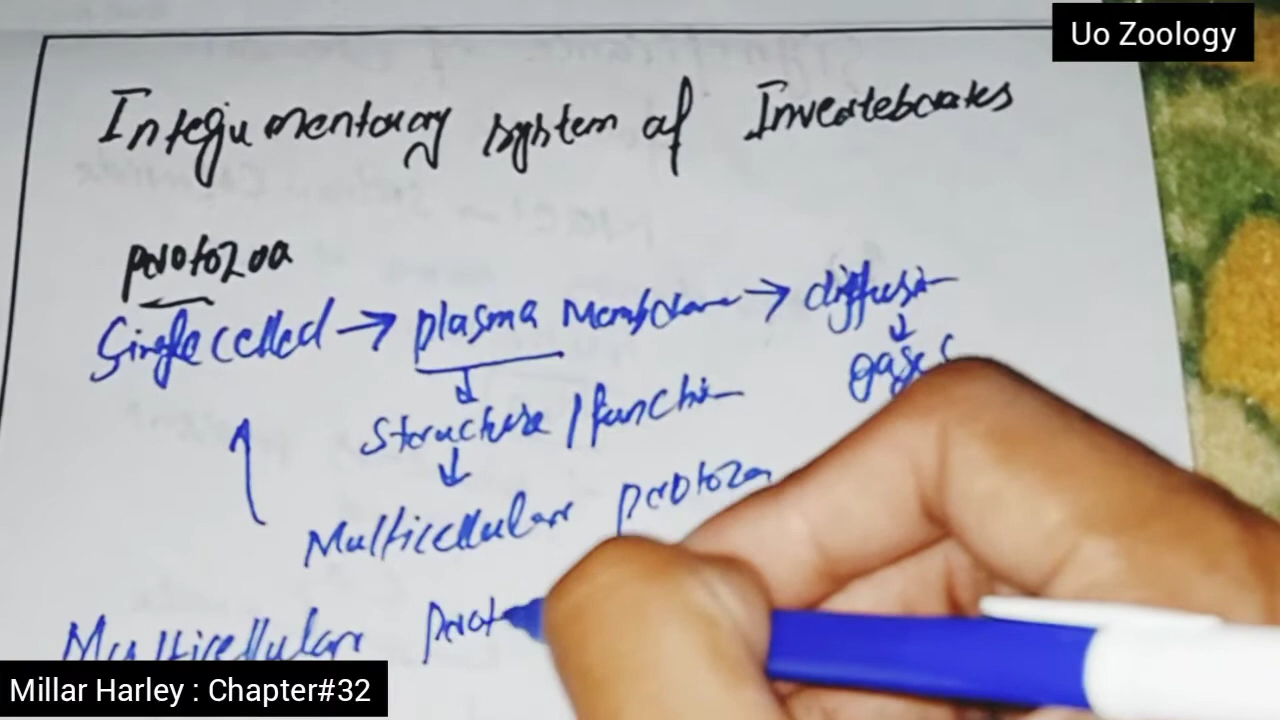 Uo Zoology
Integumentary system of Invertebrates
protozoa
Single celled → plasma Membrane → diffusion
↓
gases
↓
Structure / function
↓
Multicellular protozoa
Multicellular Prot
Millar Harley : Chapter#32